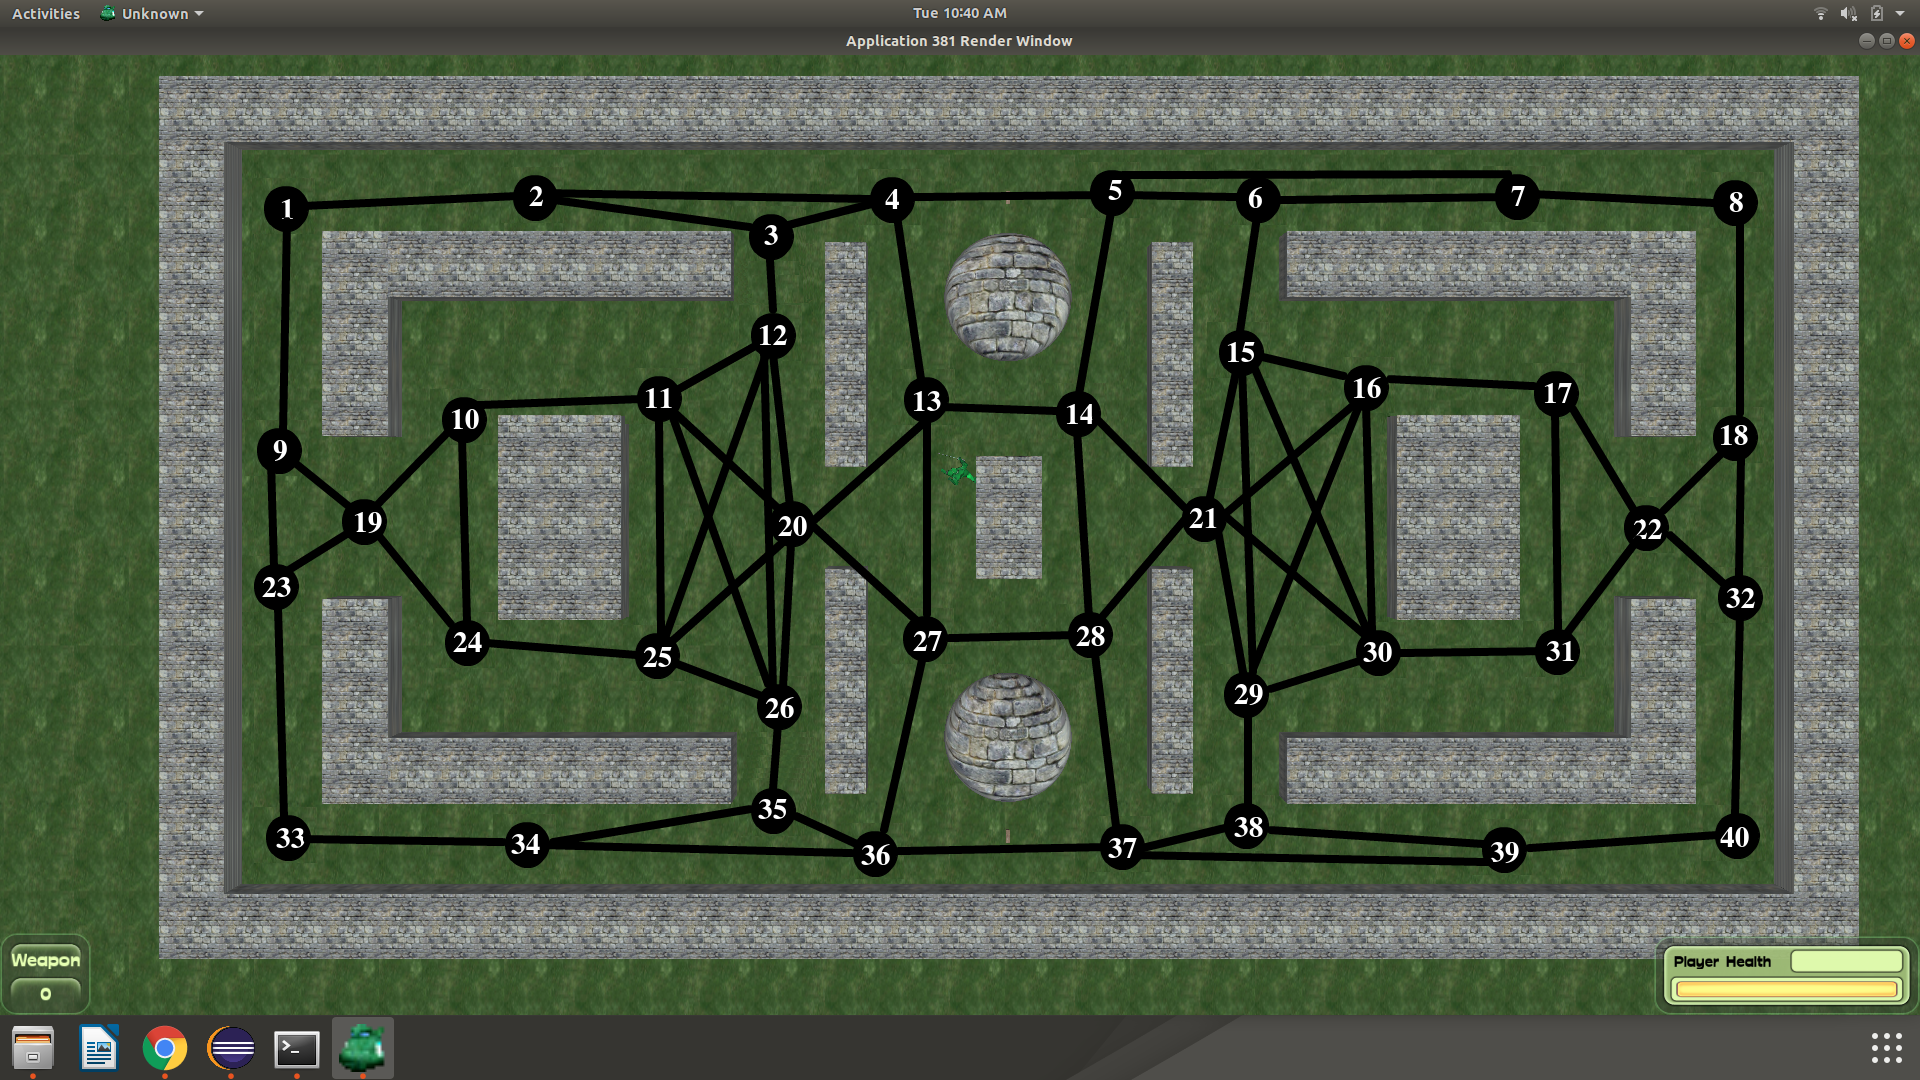 Activities Unknown Tue 10:40 AM
Application 381 Render Window
1 2 3 4 5 6 7 8
9 10 11 12 13 14 15 16 17 18
19 20 21 22
23 24 25 26 27 28 29 30 31 32
33 34 35 36 37 38 39 40
Weapon
0
Player Health